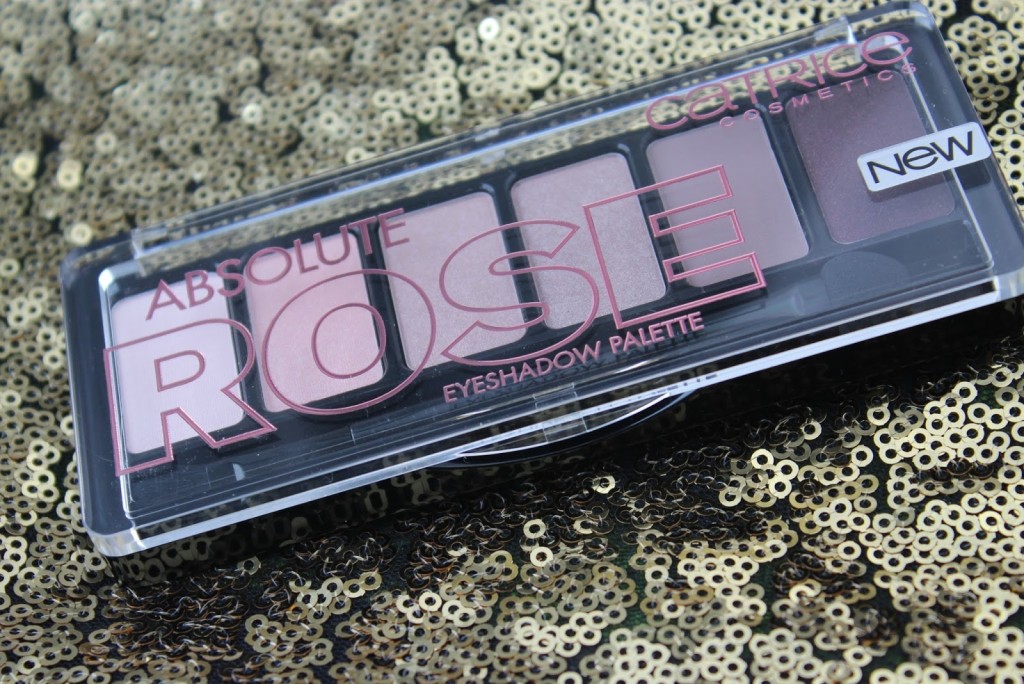 CATRICE
COSMETICS
NEW
ABSOLUTE
ROSE
EYESHADOW PALETTE